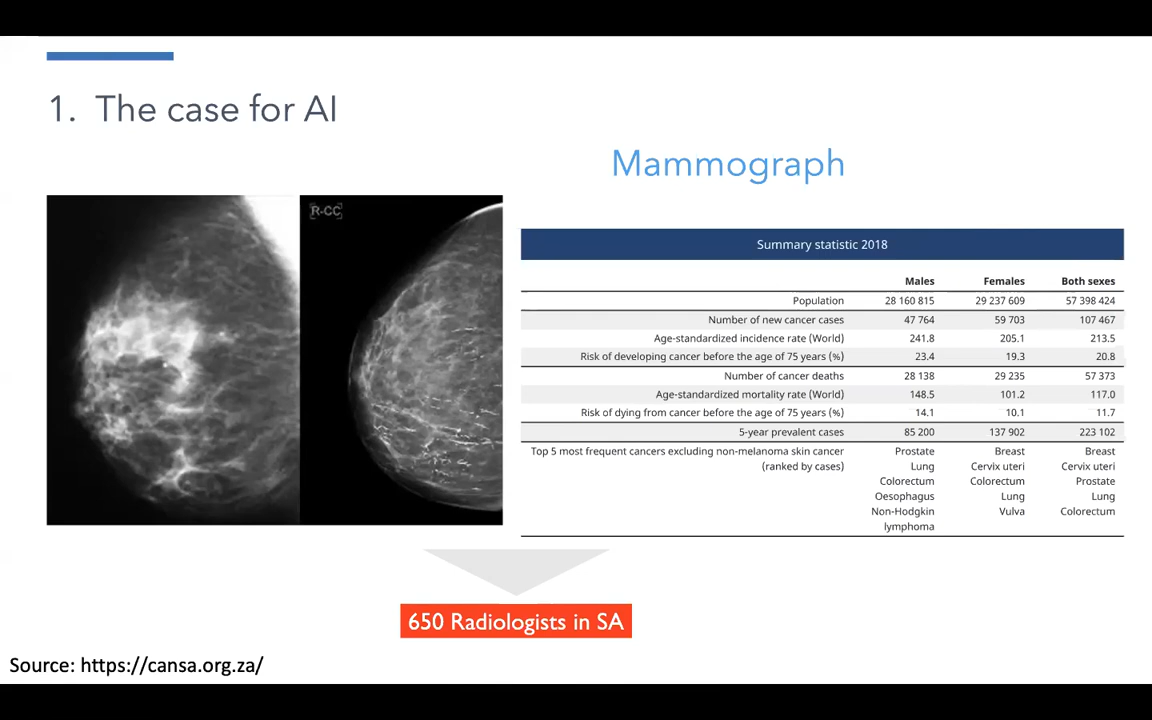 1. The case for AI
Mammograph
R-CC
Summary statistic 2018
Males Females Both sexes
Population 28 160 815 29 237 609 57 398 424
Number of new cancer cases 47 764 59 703 107 467
Age-standardized incidence rate (World) 241.8 205.1 213.5
Risk of developing cancer before the age of 75 years (%) 23.4 19.3 20.8
Number of cancer deaths 28 138 29 235 57 373
Age-standardized mortality rate (World) 148.5 101.2 117.0
Risk of dying from cancer before the age of 75 years (%) 14.1 10.1 11.7
5-year prevalent cases 85 200 137 902 223 102
Top 5 most frequent cancers excluding non-melanoma skin cancer Prostate Breast Breast
(ranked by cases) Lung Cervix uteri Cervix uteri
Colorectum Colorectum Prostate
Oesophagus Lung Lung
Non-Hodgkin Vulva Colorectum
lymphoma
650 Radiologists in SA
Source: https://cansa.org.za/